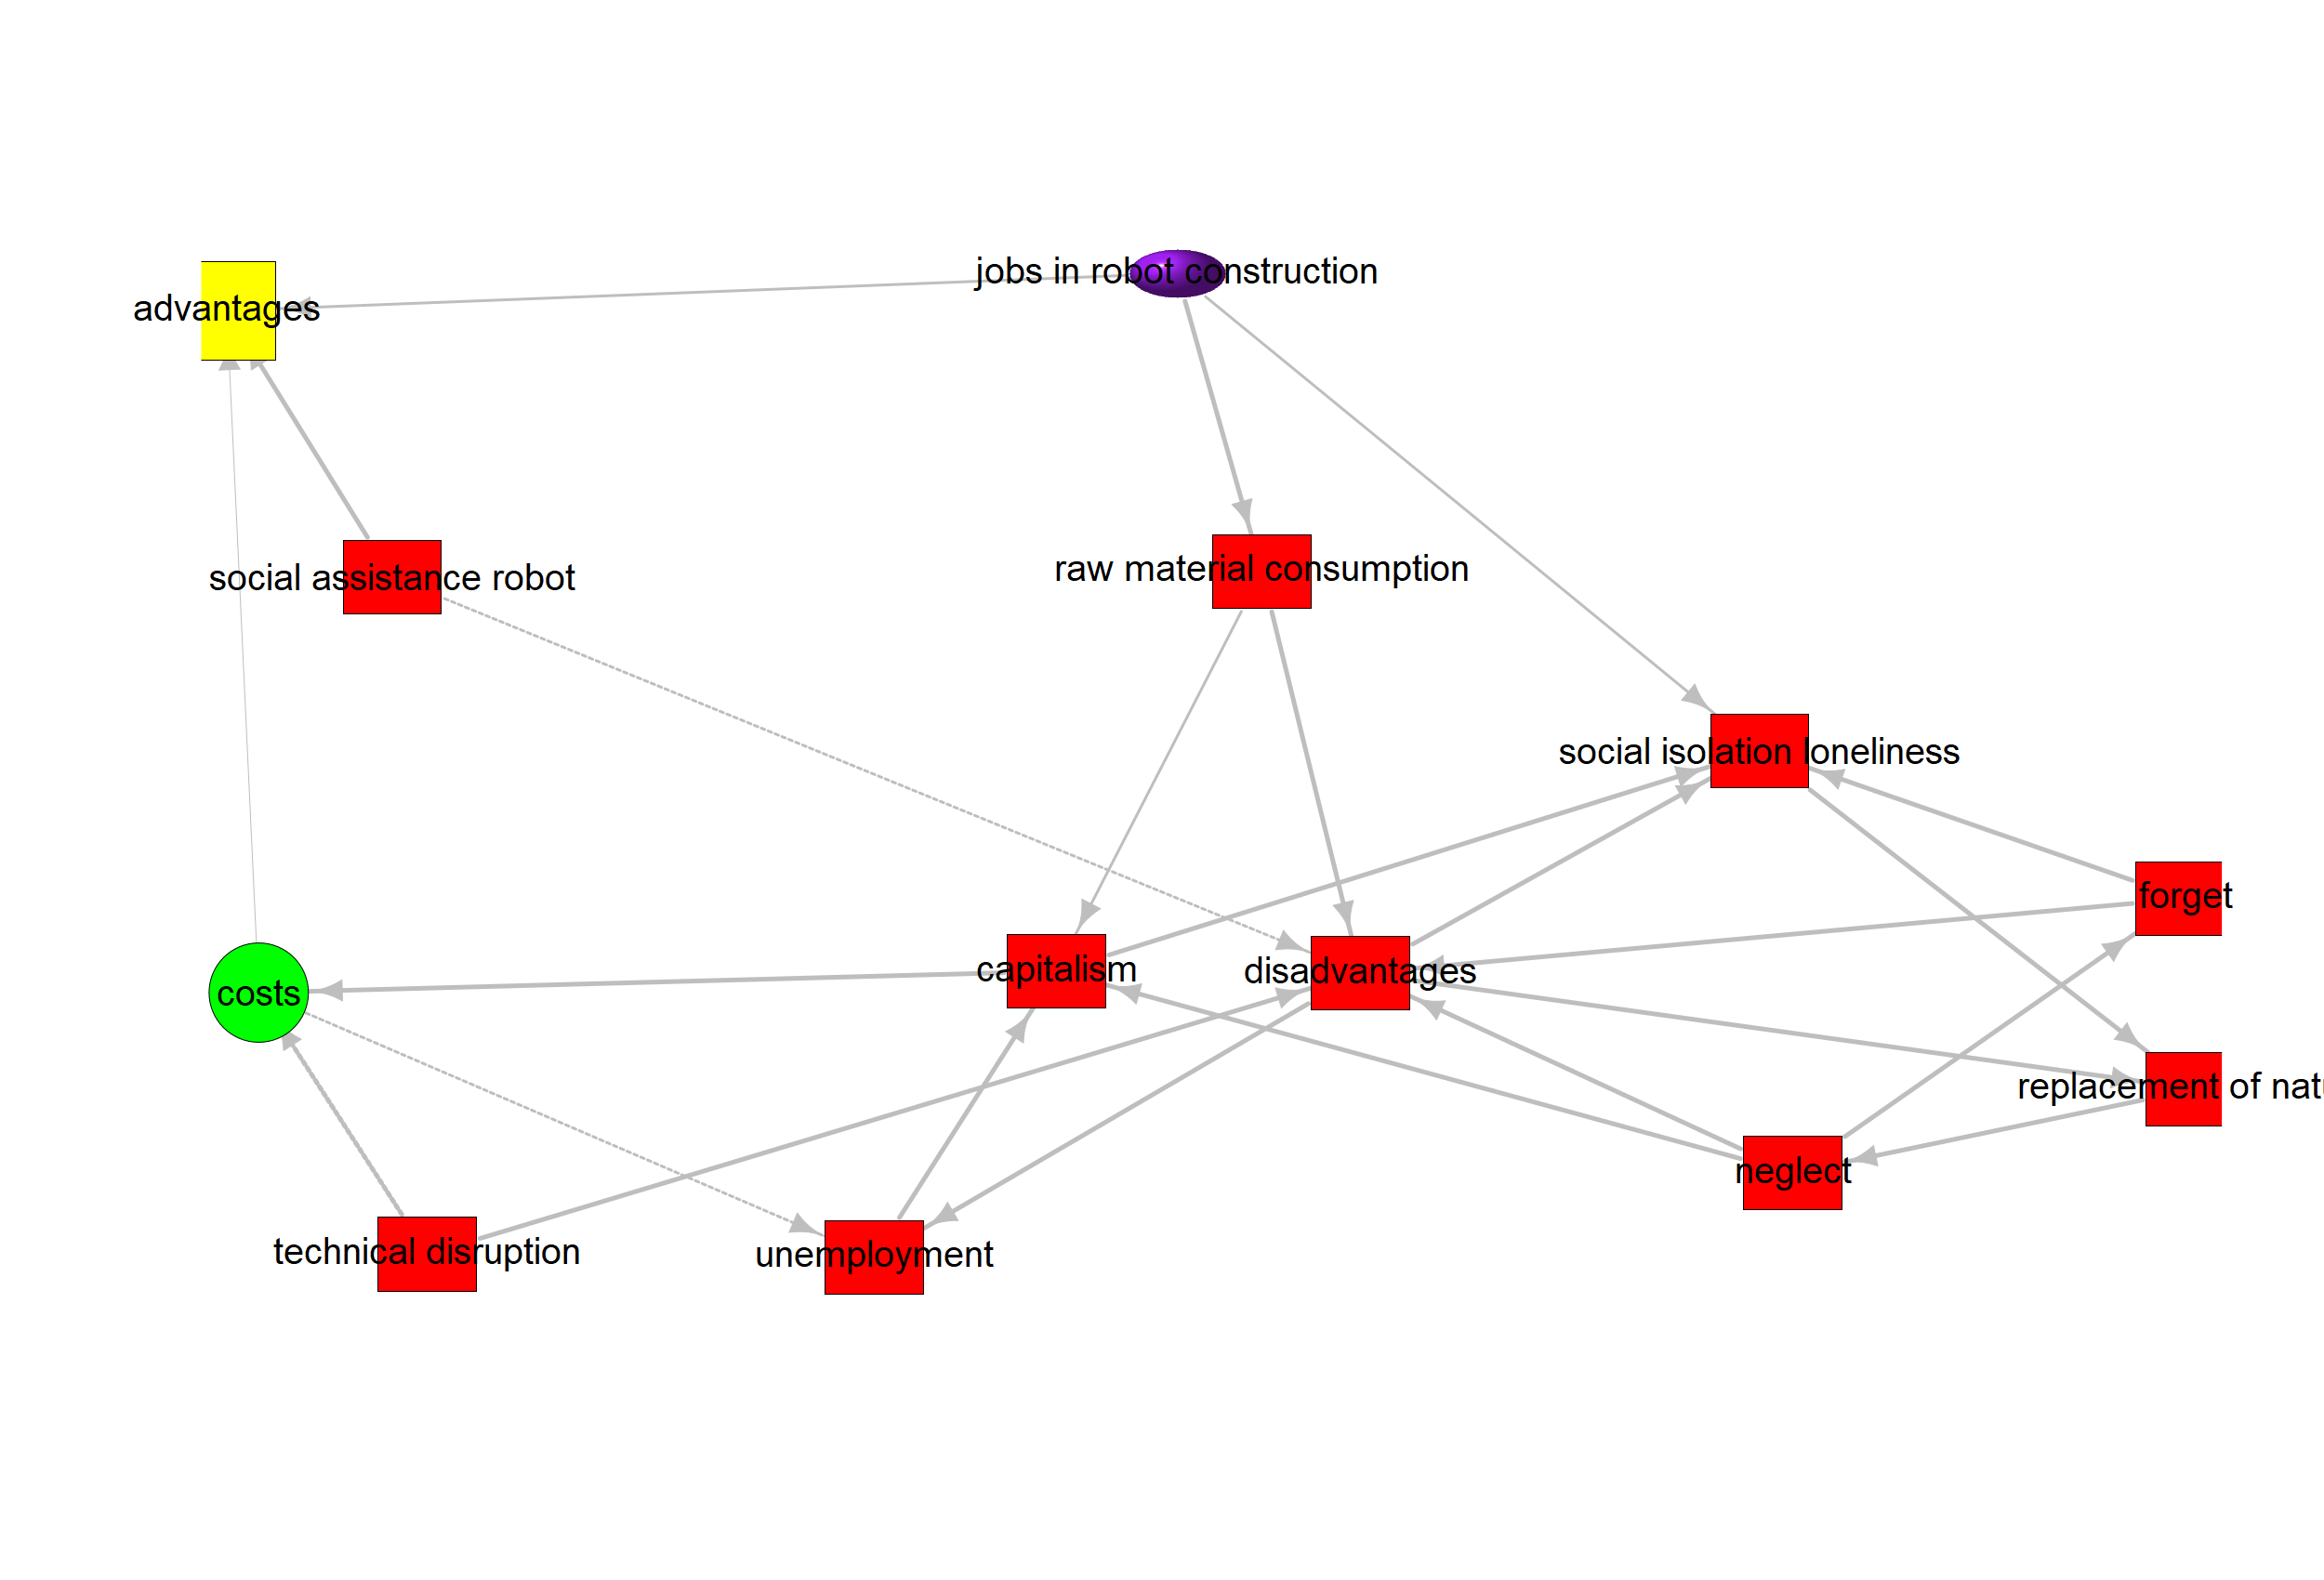 jobs in robot construction
advantages
raw material consumption
social assistance robot
social isolation loneliness
forget
capitalism
disadvantages
costs
replacement of nat
neglect
technical disruption
unemployment